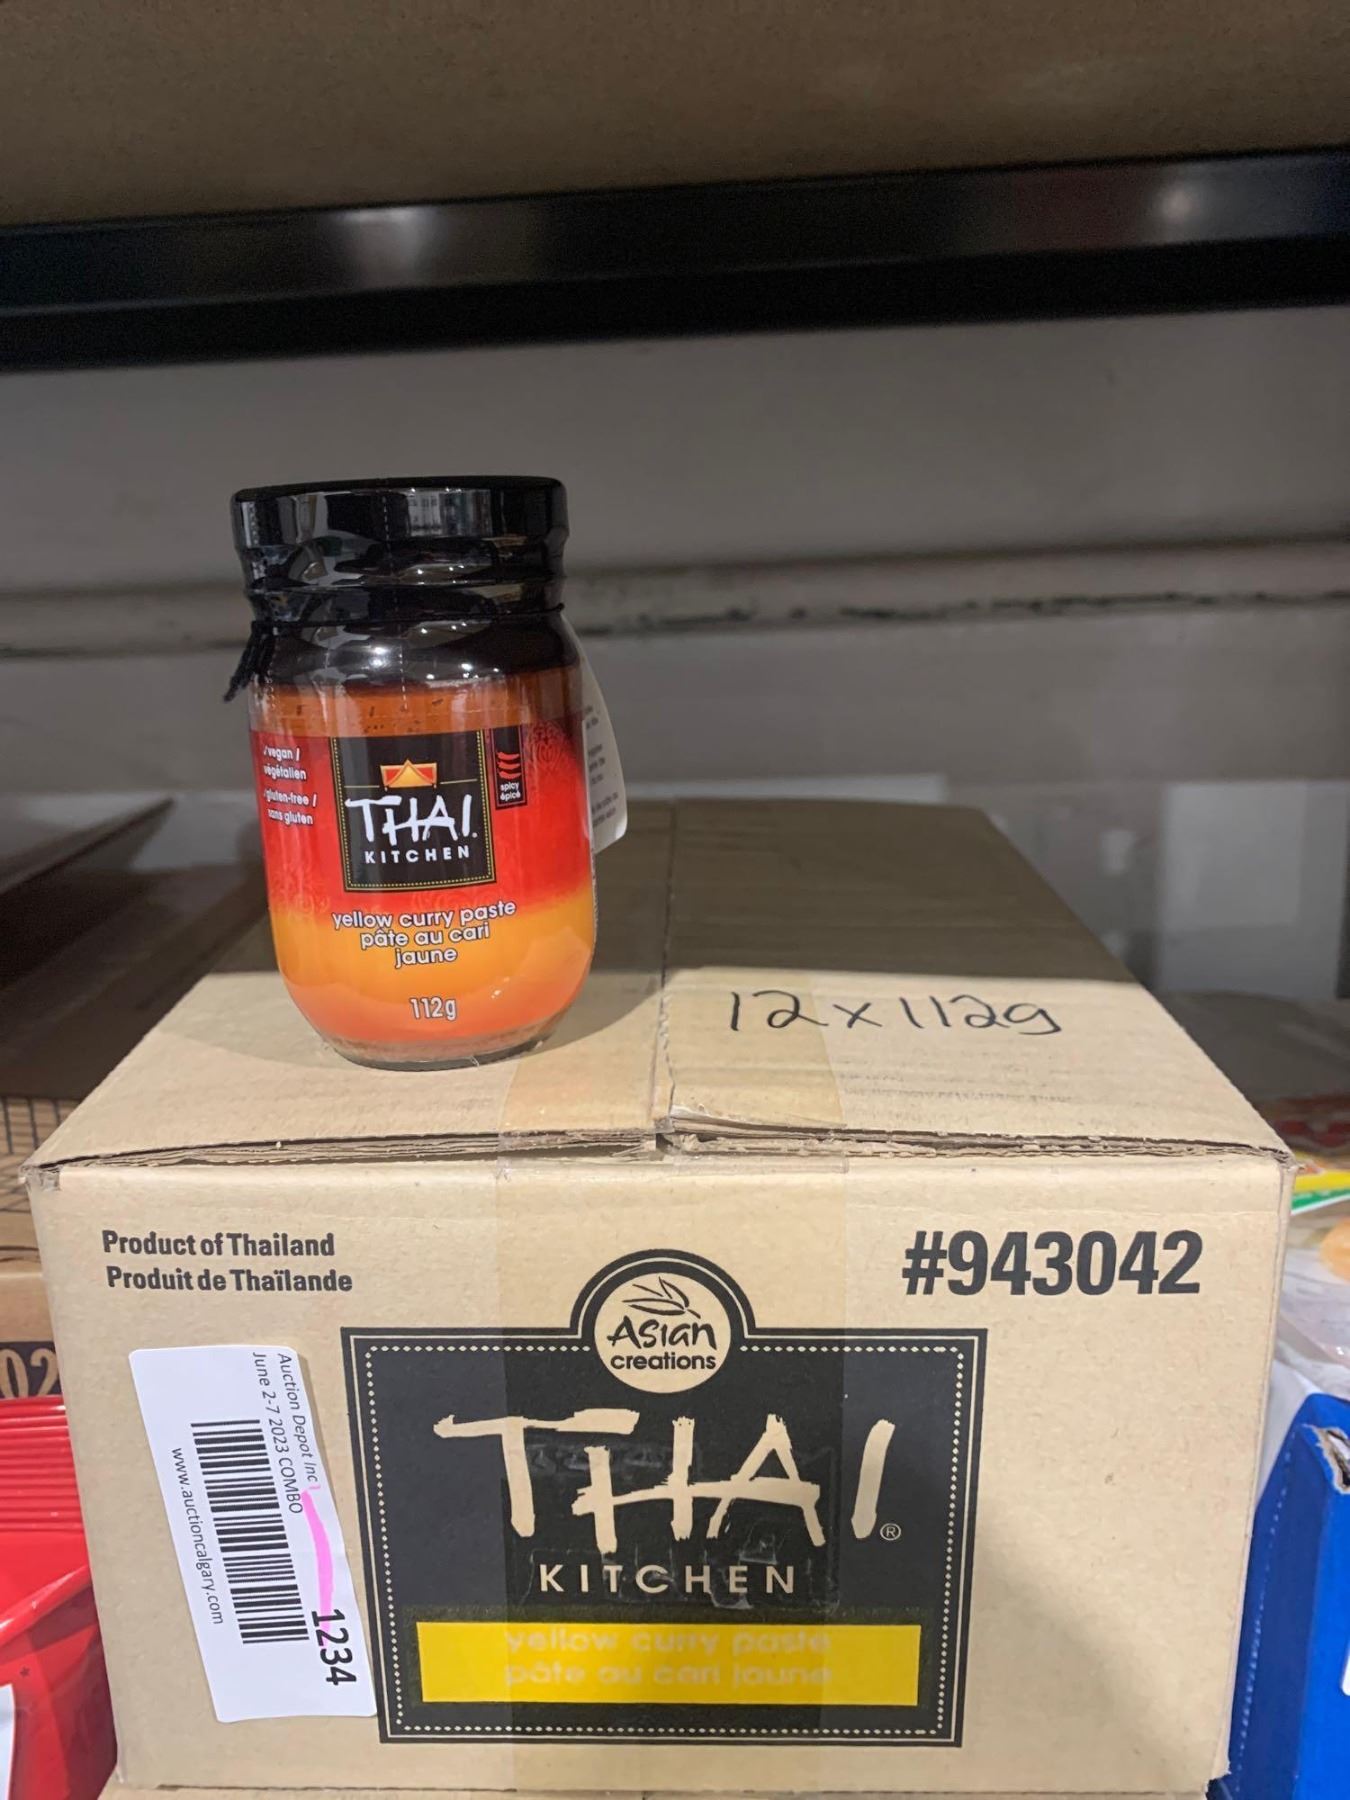 ✓vegan /
végétalien
✓gluten-free /
sans gluten
THAI
KITCHEN
spicy
épicé
yellow curry paste
pâte au cari
jaune
112g
12x112g
Product of Thailand
Produit de Thaïlande
#943042
Asian
creations
THAI®
KITCHEN
yellow curry paste
pâte au cari jaune
Auction Depot Inc
June 2-7 2023 COMBO
1234
www.auctioncalgary.com
02